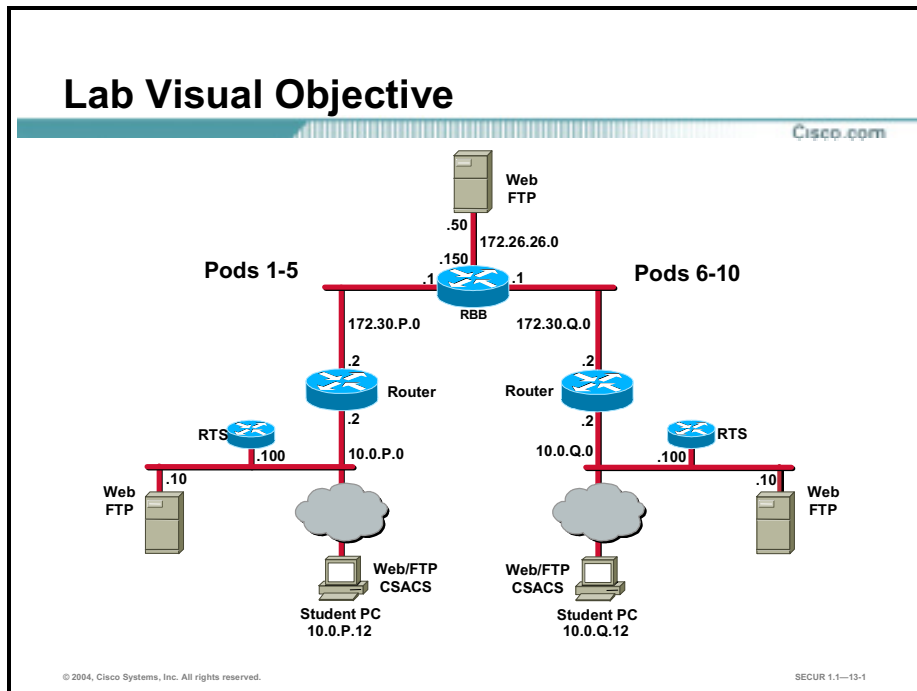 Lab Visual Objective
Cisco.com
Web
FTP
.50
172.26.26.0
.150
Pods 1-5
Pods 6-10
.1
.1
RBB
172.30.P.0
172.30.Q.0
.2
.2
Router
Router
.2
.2
RTS
RTS
.100
10.0.P.0
10.0.Q.0
.100
.10
.10
Web
FTP
Web
FTP
Web/FTP
CSACS
Web/FTP
CSACS
Student PC
10.0.P.12
Student PC
10.0.Q.12
© 2004, Cisco Systems, Inc. All rights reserved.
SECUR 1.1—13-1